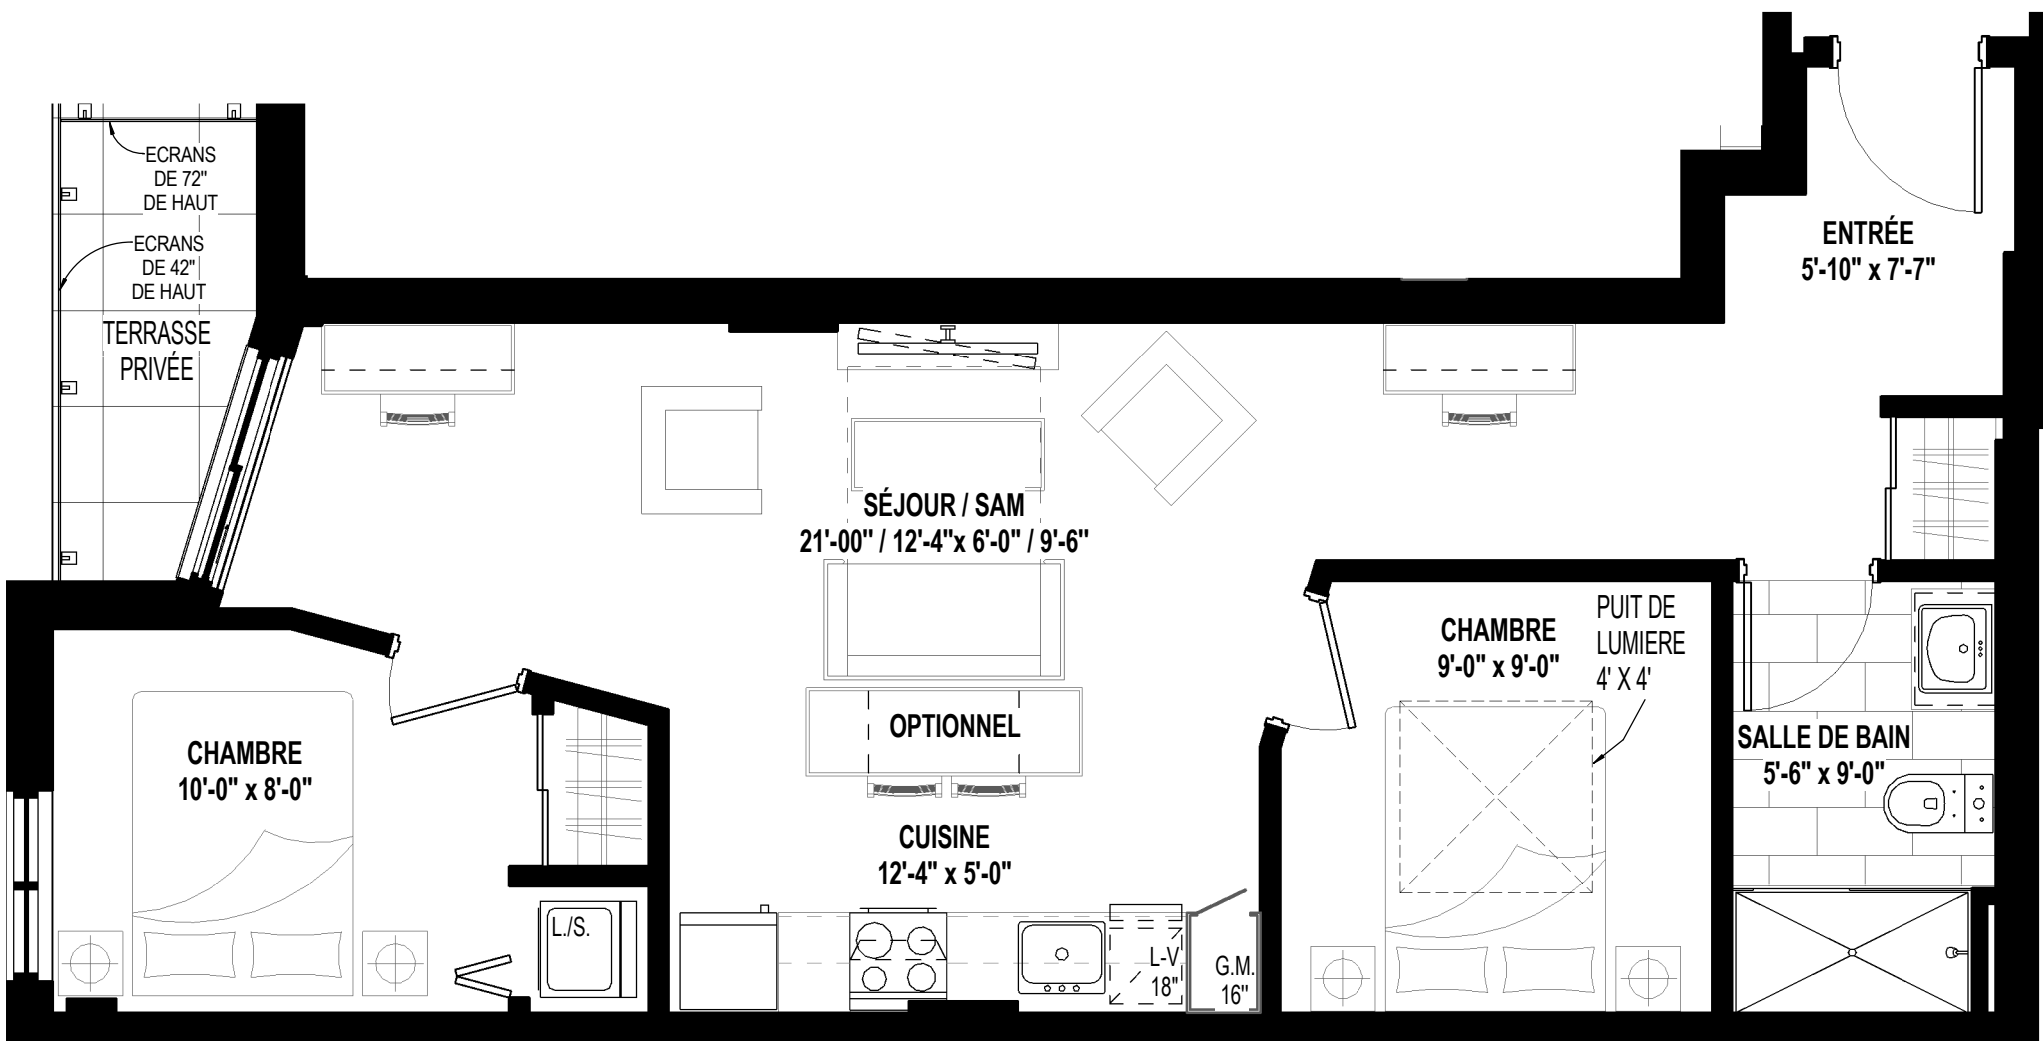 ECRANS
DE 72"
DE HAUT
ECRANS
DE 42"
DE HAUT
TERRASSE
PRIVÉE
ENTRÉE
5'-10" x 7'-7"
SÉJOUR / SAM
21'-00" / 12'-4"x 6'-0" / 9'-6"
CHAMBRE
10'-0" x 8'-0"
L./S.
OPTIONNEL
CUISINE
12'-4" x 5'-0"
L-V
18"
G.M.
16"
CHAMBRE
9'-0" x 9'-0"
PUIT DE
LUMIERE
4' X 4'
SALLE DE BAIN
5'-6" x 9'-0"